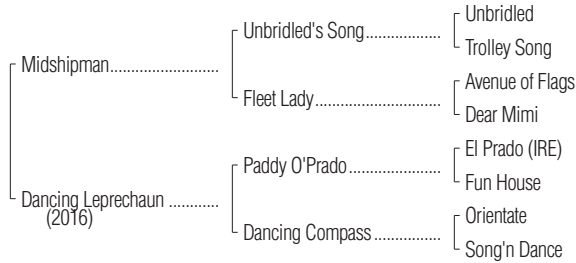 Unbridled
Unbridled's Song..................
Trolley Song
Midshipman..........................
Avenue of Flags
Fleet Lady..............................
Dear Mimi
El Prado (IRE)
Paddy O'Prado ......................
Fun House
Dancing Leprechaun ............
(2016)
Orientate
Dancing Compass................
Song'n Dance